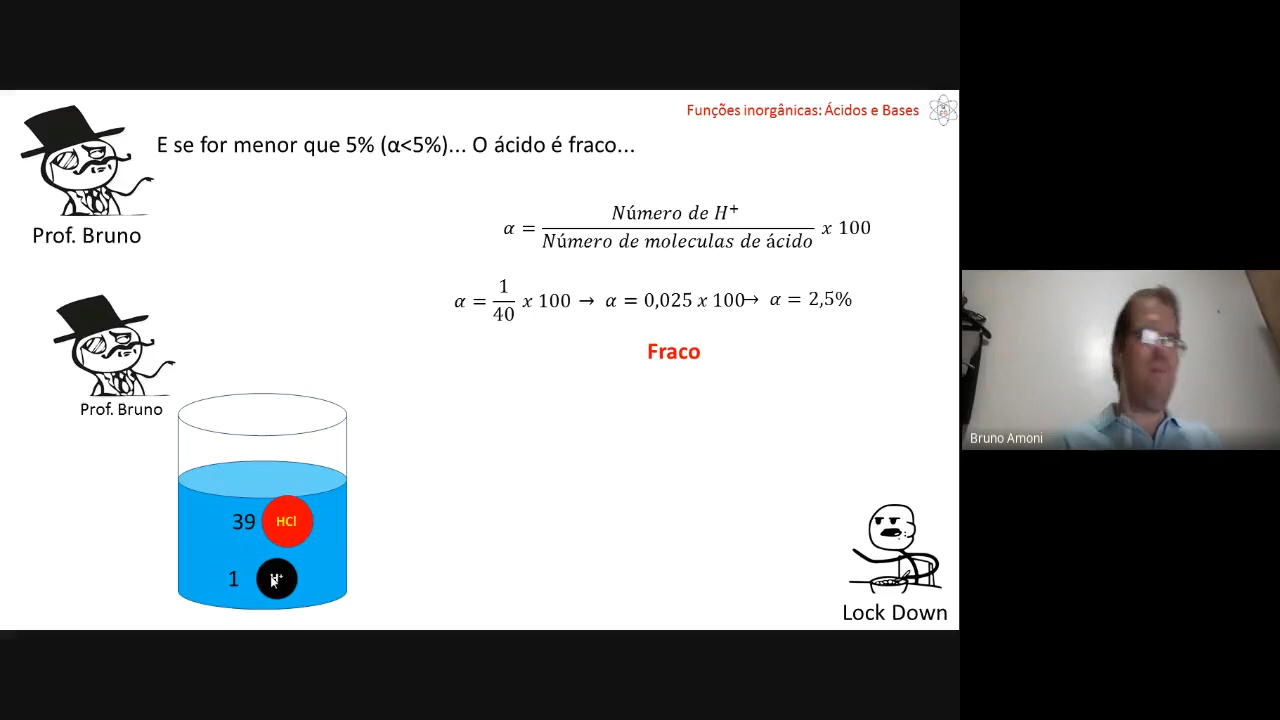 Funções inorgânicas: Ácidos e Bases
E se for menor que 5% (α<5%)... O ácido é fraco...
Prof. Bruno
α = Número de H⁺ / Número de moleculas de ácido x 100
α = 1/40 x 100 → α = 0,025 x 100→ α = 2,5%
Fraco
Prof. Bruno
39 HCl
1 H⁺
Lock Down
Bruno Amoni